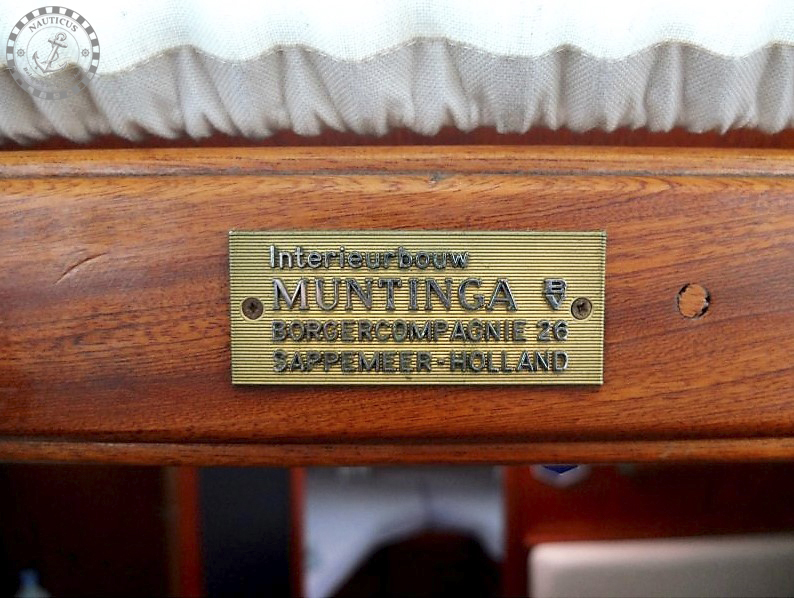 NAUTICUS
Interieurbouw
MUNTINGA
BORGERCOMPAGNIE 26
SAPPEMEER-HOLLAND